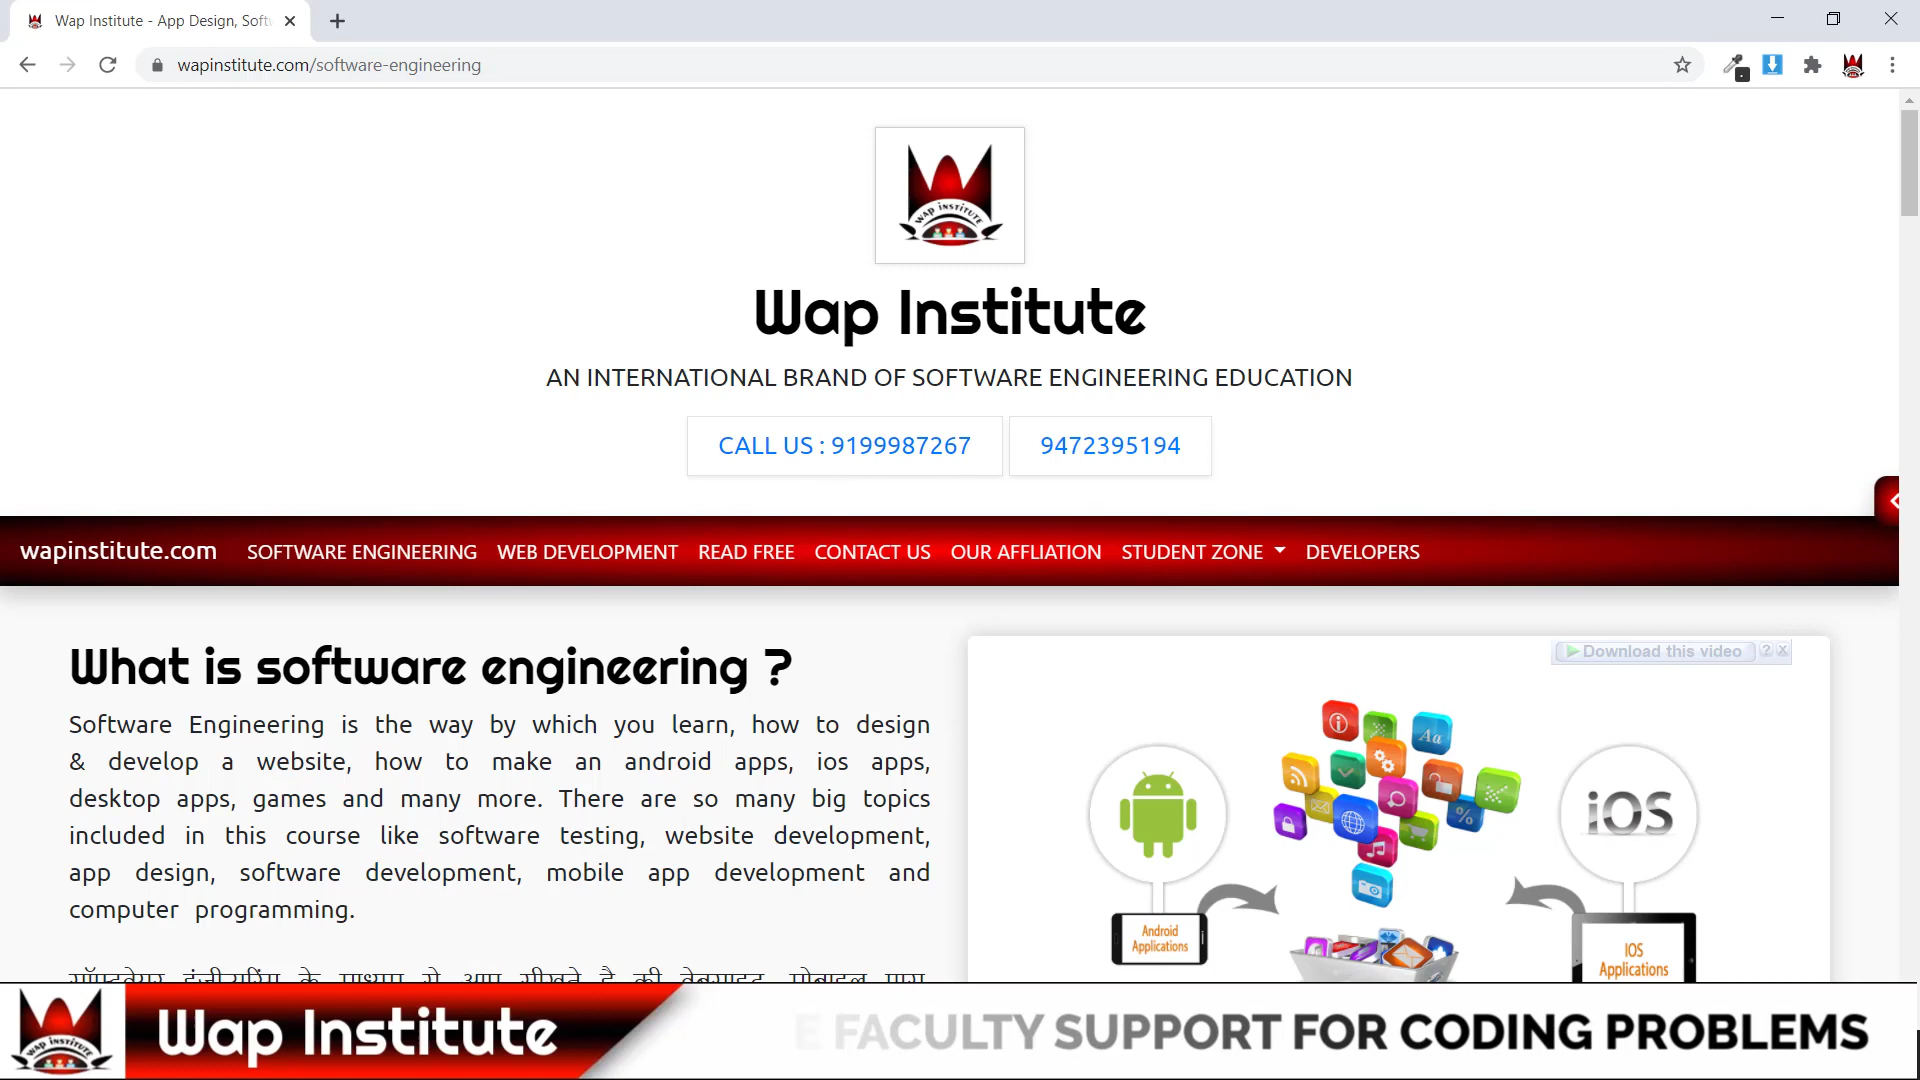 Wap Institute - App Design, Soft
wapinstitute.com/software-engineering
WAP INSTITUTE
Wap Institute
AN INTERNATIONAL BRAND OF SOFTWARE ENGINEERING EDUCATION
CALL US : 9199987267
9472395194
wapinstitute.com
SOFTWARE ENGINEERING
WEB DEVELOPMENT
READ FREE
CONTACT US
OUR AFFLIATION
STUDENT ZONE
DEVELOPERS
What is software engineering ?
Software Engineering is the way by which you learn, how to design
& develop a website, how to make an android apps, ios apps,
desktop apps, games and many more. There are so many big topics
included in this course like software testing, website development,
app design, software development, mobile app development and
computer programming.
Download this video ? X
Aa
%
iOS
Android
Applications
IOS
Applications
WAP INSTITUTE
Wap Institute
E FACULTY SUPPORT FOR CODING PROBLEMS